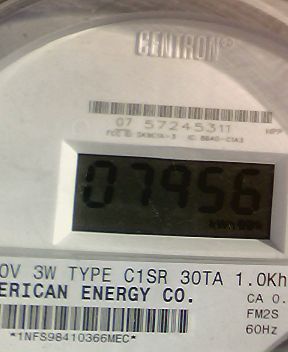 CENTRON®
07 57245311
HPP
07956
0V 3W TYPE C1SR 30TA 1.0Kh
ERICAN ENERGY CO.
CA 0.
FM2S
*1NFS98410366MEC*
60Hz